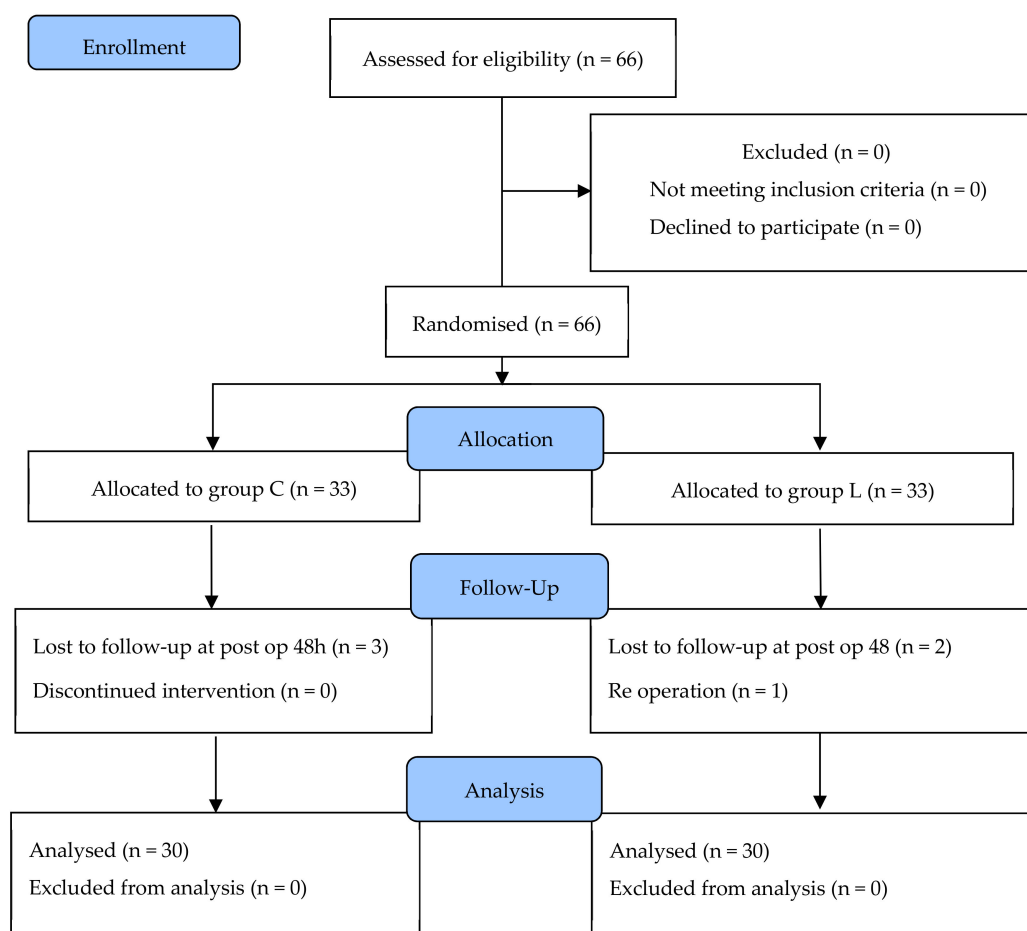 Enrollment
Assessed for eligibility (n = 66)
Excluded (n = 0)
Not meeting inclusion criteria (n = 0)
Declined to participate (n = 0)
Randomised (n = 66)
Allocation
Allocated to group C (n = 33)
Allocated to group L (n = 33)
Follow-Up
Lost to follow-up at post op 48h (n = 3)
Discontinued intervention (n = 0)
Lost to follow-up at post op 48 (n = 2)
Re operation (n = 1)
Analysis
Analysed (n = 30)
Excluded from analysis (n = 0)
Analysed (n = 30)
Excluded from analysis (n = 0)